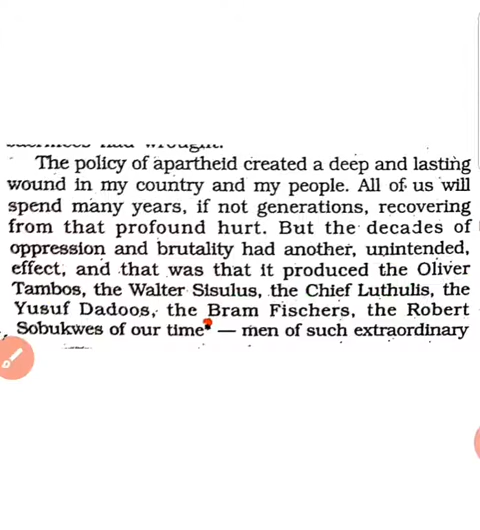 The policy of apartheid created a deep and lasting
wound in my country and my people. All of us will
spend many years, if not generations, recovering
from that profound hurt. But the decades of
oppression and brutality had another, unintended,
effect, and that was that it produced the Oliver
Tambos, the Walter Sisulus, the Chief Luthulis, the
Yusuf Dadoos, the Bram Fischers, the Robert
Sobukwes of our time* — men of such extraordinary